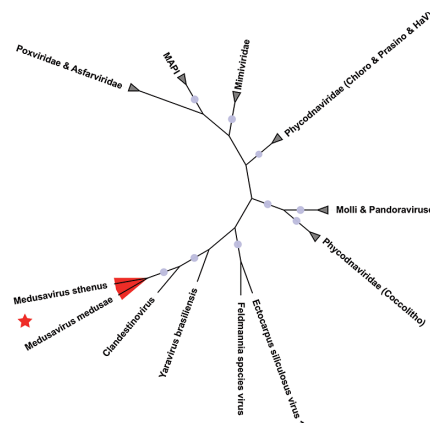 Poxviridae & Asfarviridae
MAPI
Mimiviridae
Phycodnaviridae (Chloro & Prasino & HaV)
Molli & Pandoraviruse
Phycodnaviridae (Coccolitho)
Ectocarpus siliculosus virus
Feldmannia species virus
Yaravirus brasiliensis
Clandestinovirus
Medusavirus medusae
Medusavirus sthenus